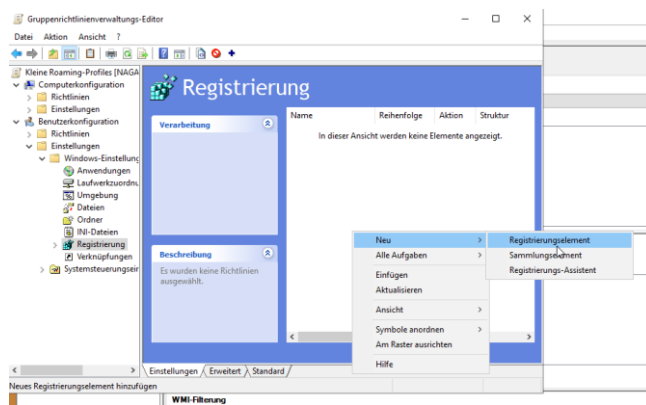 Gruppenrichtlinienverwaltungs-Editor
Datei Aktion Ansicht ?
Kleine Roaming-Profiles [NAGA
Computerkonfiguration
Richtlinien
Einstellungen
Benutzerkonfiguration
Richtlinien
Einstellungen
Windows-Einstellung
Anwendungen
Laufwerkzuordnu
Umgebung
Dateien
Ordner
INI-Dateien
Registrierung
Verknüpfungen
Systemsteuerungseir
Registrierung
Verarbeitung
Beschreibung
Es wurden keine Richtlinien
ausgewählt.
Name Reihenfolge Aktion Struktur
In dieser Ansicht werden keine Elemente angezeigt.
Neu
Alle Aufgaben
Einfügen
Aktualisieren
Ansicht
Symbole anordnen
Am Raster ausrichten
Hilfe
Registrierungselement
Sammlungselement
Registrierungs-Assistent
Einstellungen Erweitert Standard
Neues Registrierungselement hinzufügen
WMI-Filterung